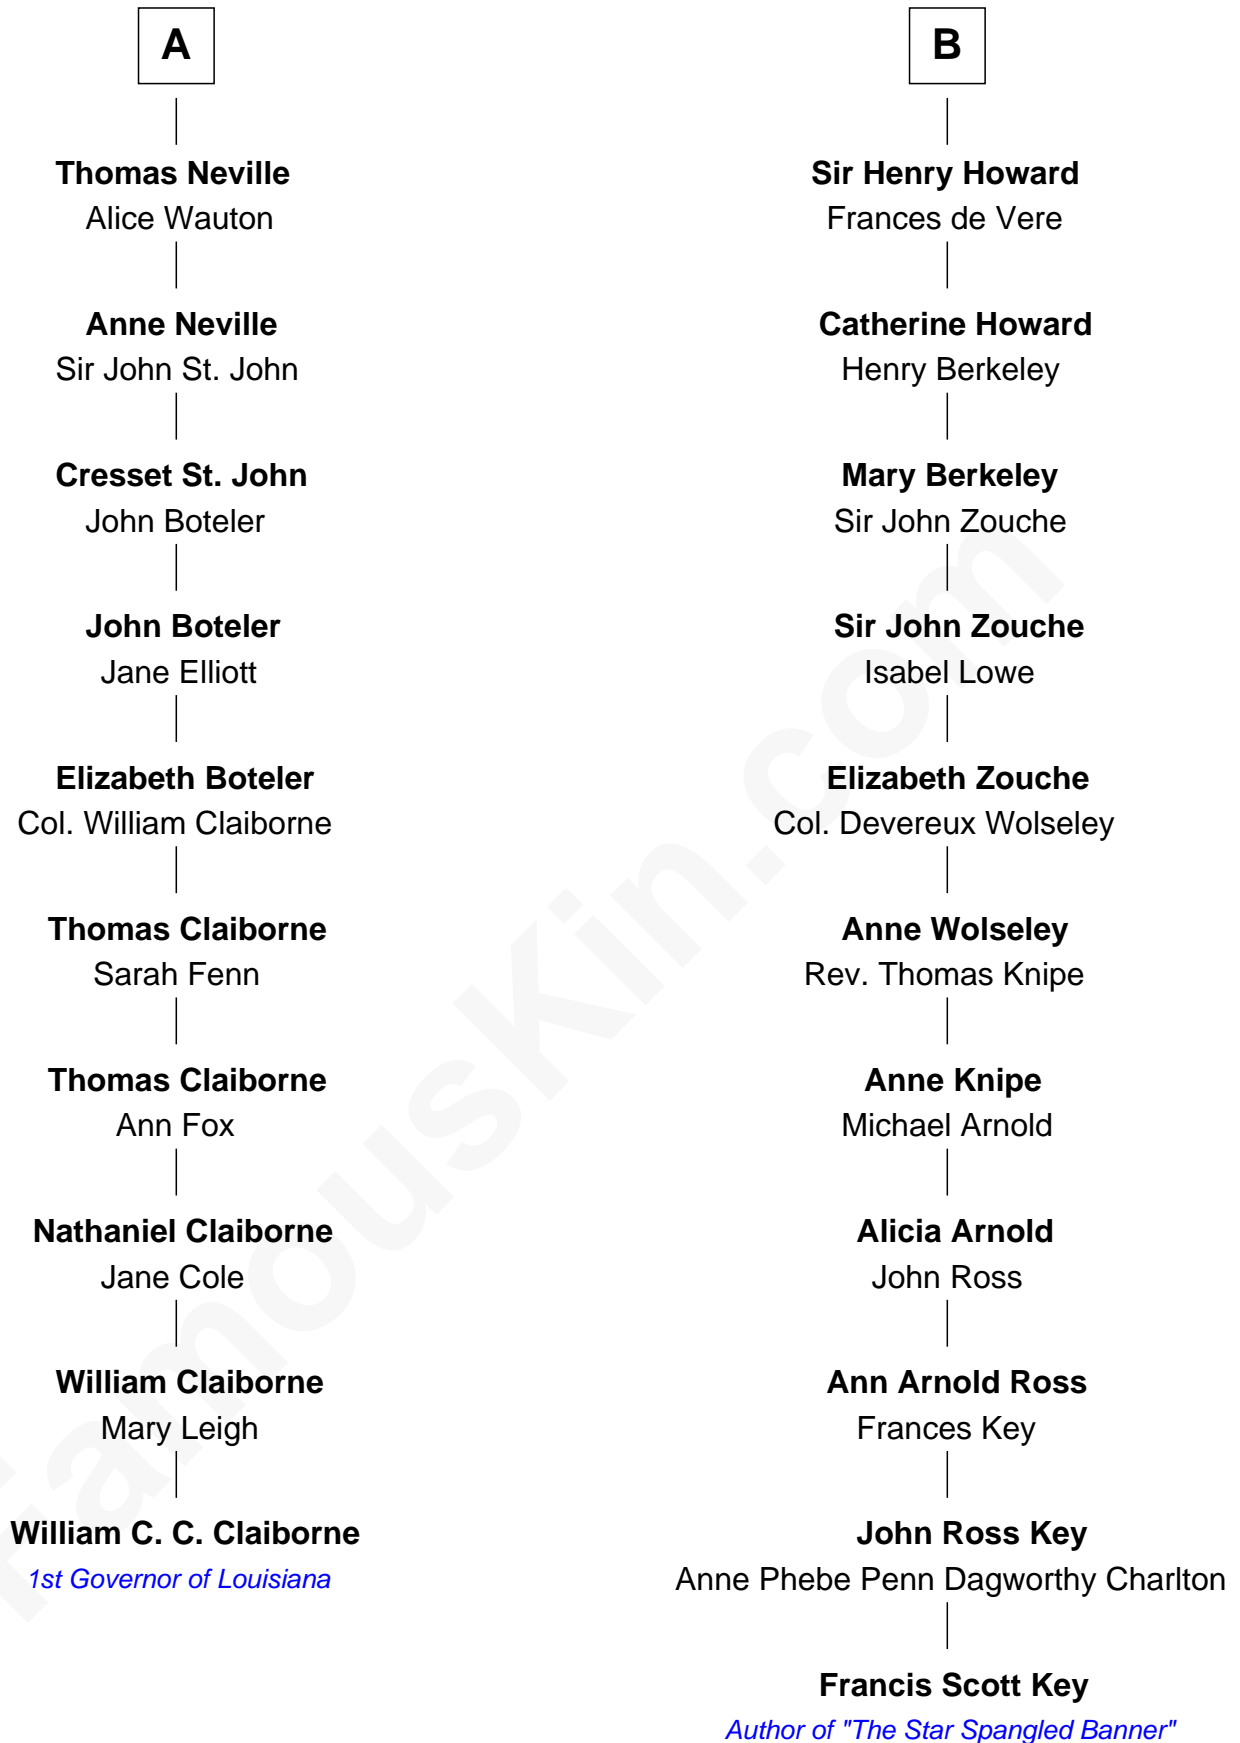 A
Thomas Neville
Alice Wauton
Anne Neville
Sir John St. John
Cresset St. John
John Boteler
John Boteler
Jane Elliott
Elizabeth Boteler
Col. William Claiborne
Thomas Claiborne
Sarah Fenn
Thomas Claiborne
Ann Fox
Nathaniel Claiborne
Jane Cole
William Claiborne
Mary Leigh
William C. C. Claiborne
1st Governor of Louisiana
B
Sir Henry Howard
Frances de Vere
Catherine Howard
Henry Berkeley
Mary Berkeley
Sir John Zouche
Sir John Zouche
Isabel Lowe
Elizabeth Zouche
Col. Devereux Wolseley
Anne Wolseley
Rev. Thomas Knipe
Anne Knipe
Michael Arnold
Alicia Arnold
John Ross
Ann Arnold Ross
Frances Key
John Ross Key
Anne Phebe Penn Dagworthy Charlton
Francis Scott Key
Author of "The Star Spangled Banner"
FamousKin.com